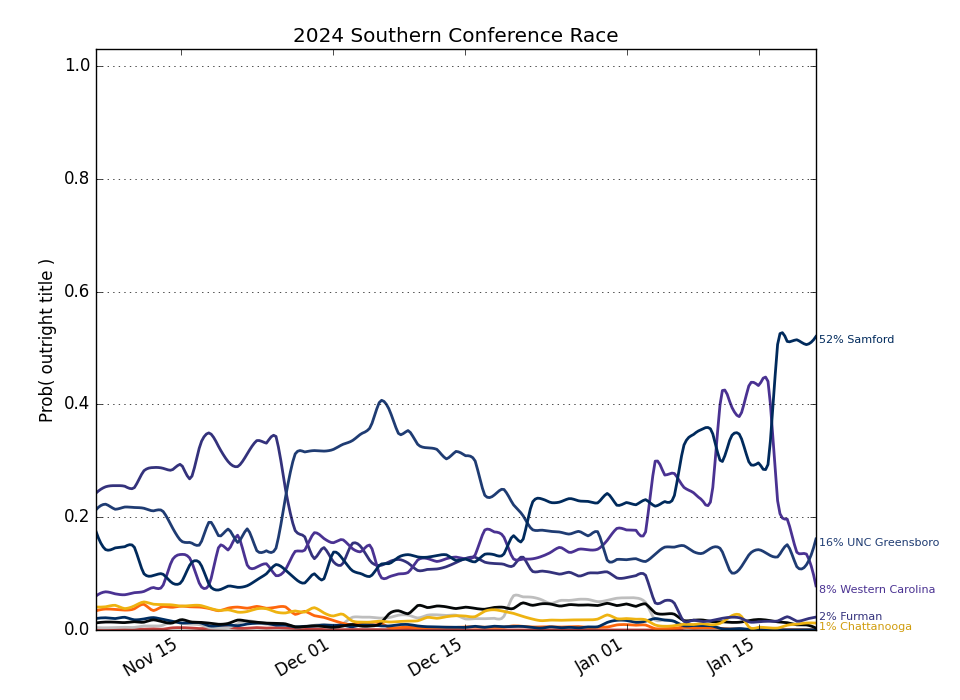 2024 Southern Conference Race
Prob( outright title )
1.0
0.8
0.6
0.4
0.2
0.0
52% Samford
16% UNC Greensboro
8% Western Carolina
2% Furman
1% Chattanooga
Nov 15
Dec 01
Dec 15
Jan 01
Jan 15